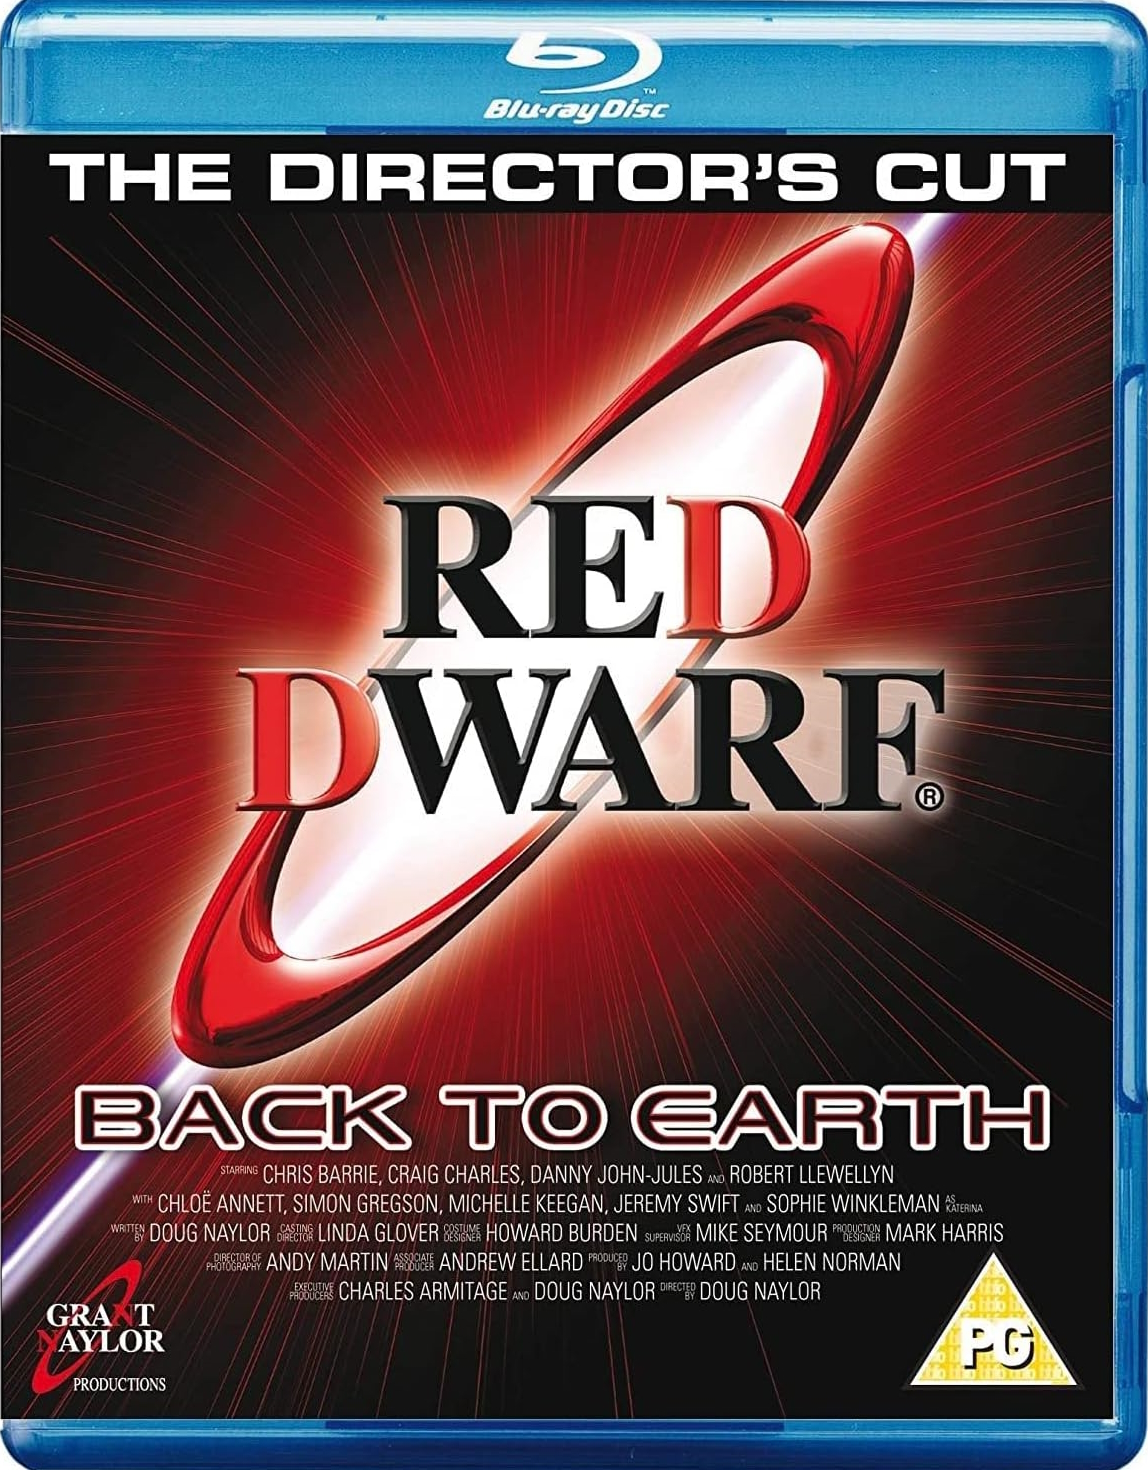 Blu-ray Disc™
THE DIRECTOR'S CUT
RED
DWARF®
BACK TO EARTH
STARRING CHRIS BARRIE, CRAIG CHARLES, DANNY JOHN-JULES AND ROBERT LLEWELLYN
WITH CHLOË ANNETT, SIMON GREGSON, MICHELLE KEEGAN, JEREMY SWIFT AND SOPHIE WINKLEMAN AS KATERINA
WRITTEN BY DOUG NAYLOR CASTING DIRECTOR LINDA GLOVER COSTUME DESIGNER HOWARD BURDEN VFX SUPERVISOR MIKE SEYMOUR PRODUCTION DESIGNER MARK HARRIS
DIRECTOR OF PHOTOGRAPHY ANDY MARTIN ASSOCIATE PRODUCER ANDREW ELLARD PRODUCED BY JO HOWARD AND HELEN NORMAN
EXECUTIVE PRODUCERS CHARLES ARMITAGE AND DOUG NAYLOR DIRECTED BY DOUG NAYLOR
GRANT
NAYLOR
PRODUCTIONS
PG